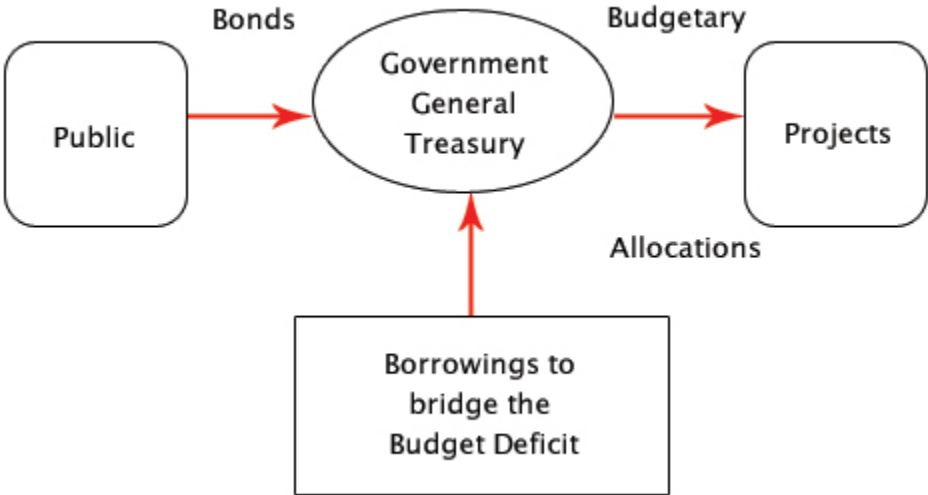 Bonds
Budgetary
Public
Government
General
Treasury
Projects
Allocations
Borrowings to
bridge the
Budget Deficit